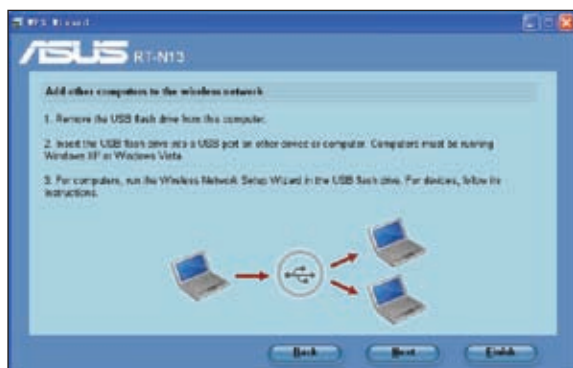 WPS Wizard
ASUS RT-N13
Add other computers to the wireless network
1. Remove the USB flash drive from this computer.
2. Insert the USB flash drive into a USB port on other device or computer. Computers must be running
Windows XP or Windows Vista.
3. For computers, run the Wireless Network Setup Wizard in the USB flash drive. For devices, follow its
instructions.
Back Next Finish